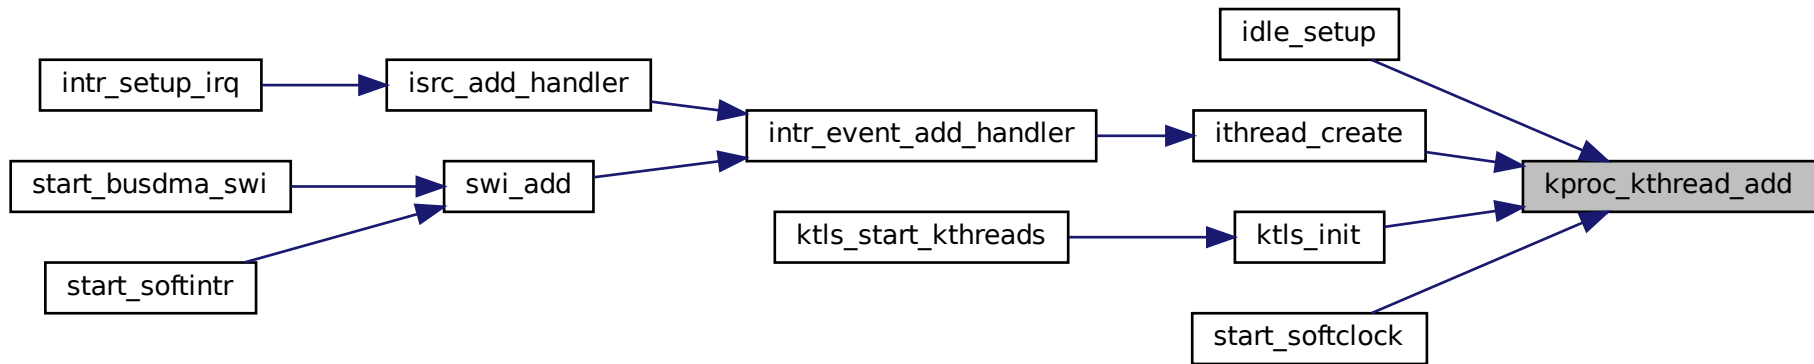 idle_setup
intr_setup_irq
isrc_add_handler
intr_event_add_handler
ithread_create
start_busdma_swi
swi_add
kproc_kthread_add
ktls_start_kthreads
ktls_init
start_softintr
start_softclock